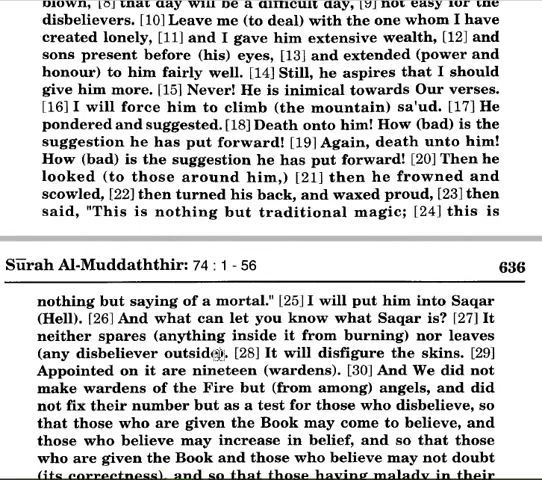 blown, [8] that day will be a difficult day, [9] not easy for the
disbelievers. [10] Leave me (to deal) with the one whom I have
created lonely, [11] and I gave him extensive wealth, [12] and
sons present before (his) eyes, [13] and extended (power and
honour) to him fairly well. [14] Still, he aspires that I should
give him more. [15] Never! He is inimical towards Our verses.
[16] I will force him to climb (the mountain) sa'ud. [17] He
pondered and suggested. [18] Death onto him! How (bad) is the
suggestion he has put forward! [19] Again, death unto him!
How (bad) is the suggestion he has put forward! [20] Then he
looked (to those around him,) [21] then he frowned and
scowled, [22] then turned his back, and waxed proud, [23] then
said, "This is nothing but traditional magic; [24] this is
Sūrah Al-Muddaththir: 74 : 1 - 56 636
nothing but saying of a mortal." [25] I will put him into Saqar
(Hell). [26] And what can let you know what Saqar is? [27] It
neither spares (anything inside it from burning) nor leaves
(any disbeliever outside). [28] It will disfigure the skins. [29]
Appointed on it are nineteen (wardens). [30] And We did not
make wardens of the Fire but (from among) angels, and did
not fix their number but as a test for those who disbelieve, so
that those who are given the Book may come to believe, and
those who believe may increase in belief, and so that those
who are given the Book and those who believe may not doubt
(its correctness), and so that those having malady in their